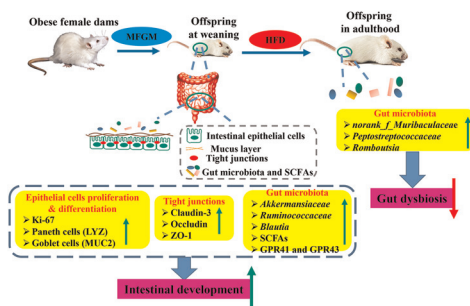 Obese female dams
MFGM
Offspring
at weaning
HFD
Offspring
in adulthood
Intestinal epithelial cells
Mucus layer
Tight junctions
Gut microbiota and SCFAs
Gut microbiota
➤ norank_f_Muribaculaceae
➤ Peptostreptococcaceae
➤ Romboutsia
Gut dysbiosis
Epithelial cells proliferation
& differentiation
➤ Ki-67
➤ Paneth cells (LYZ)
➤ Goblet cells (MUC2)
Tight junctions
➤ Claudin-3
➤ Occludin
➤ ZO-1
Gut microbiota
➤ Akkermansiaceae
➤ Ruminococcaceae
➤ Blautia
➤ SCFAs
➤ GPR41 and GPR43
Intestinal development